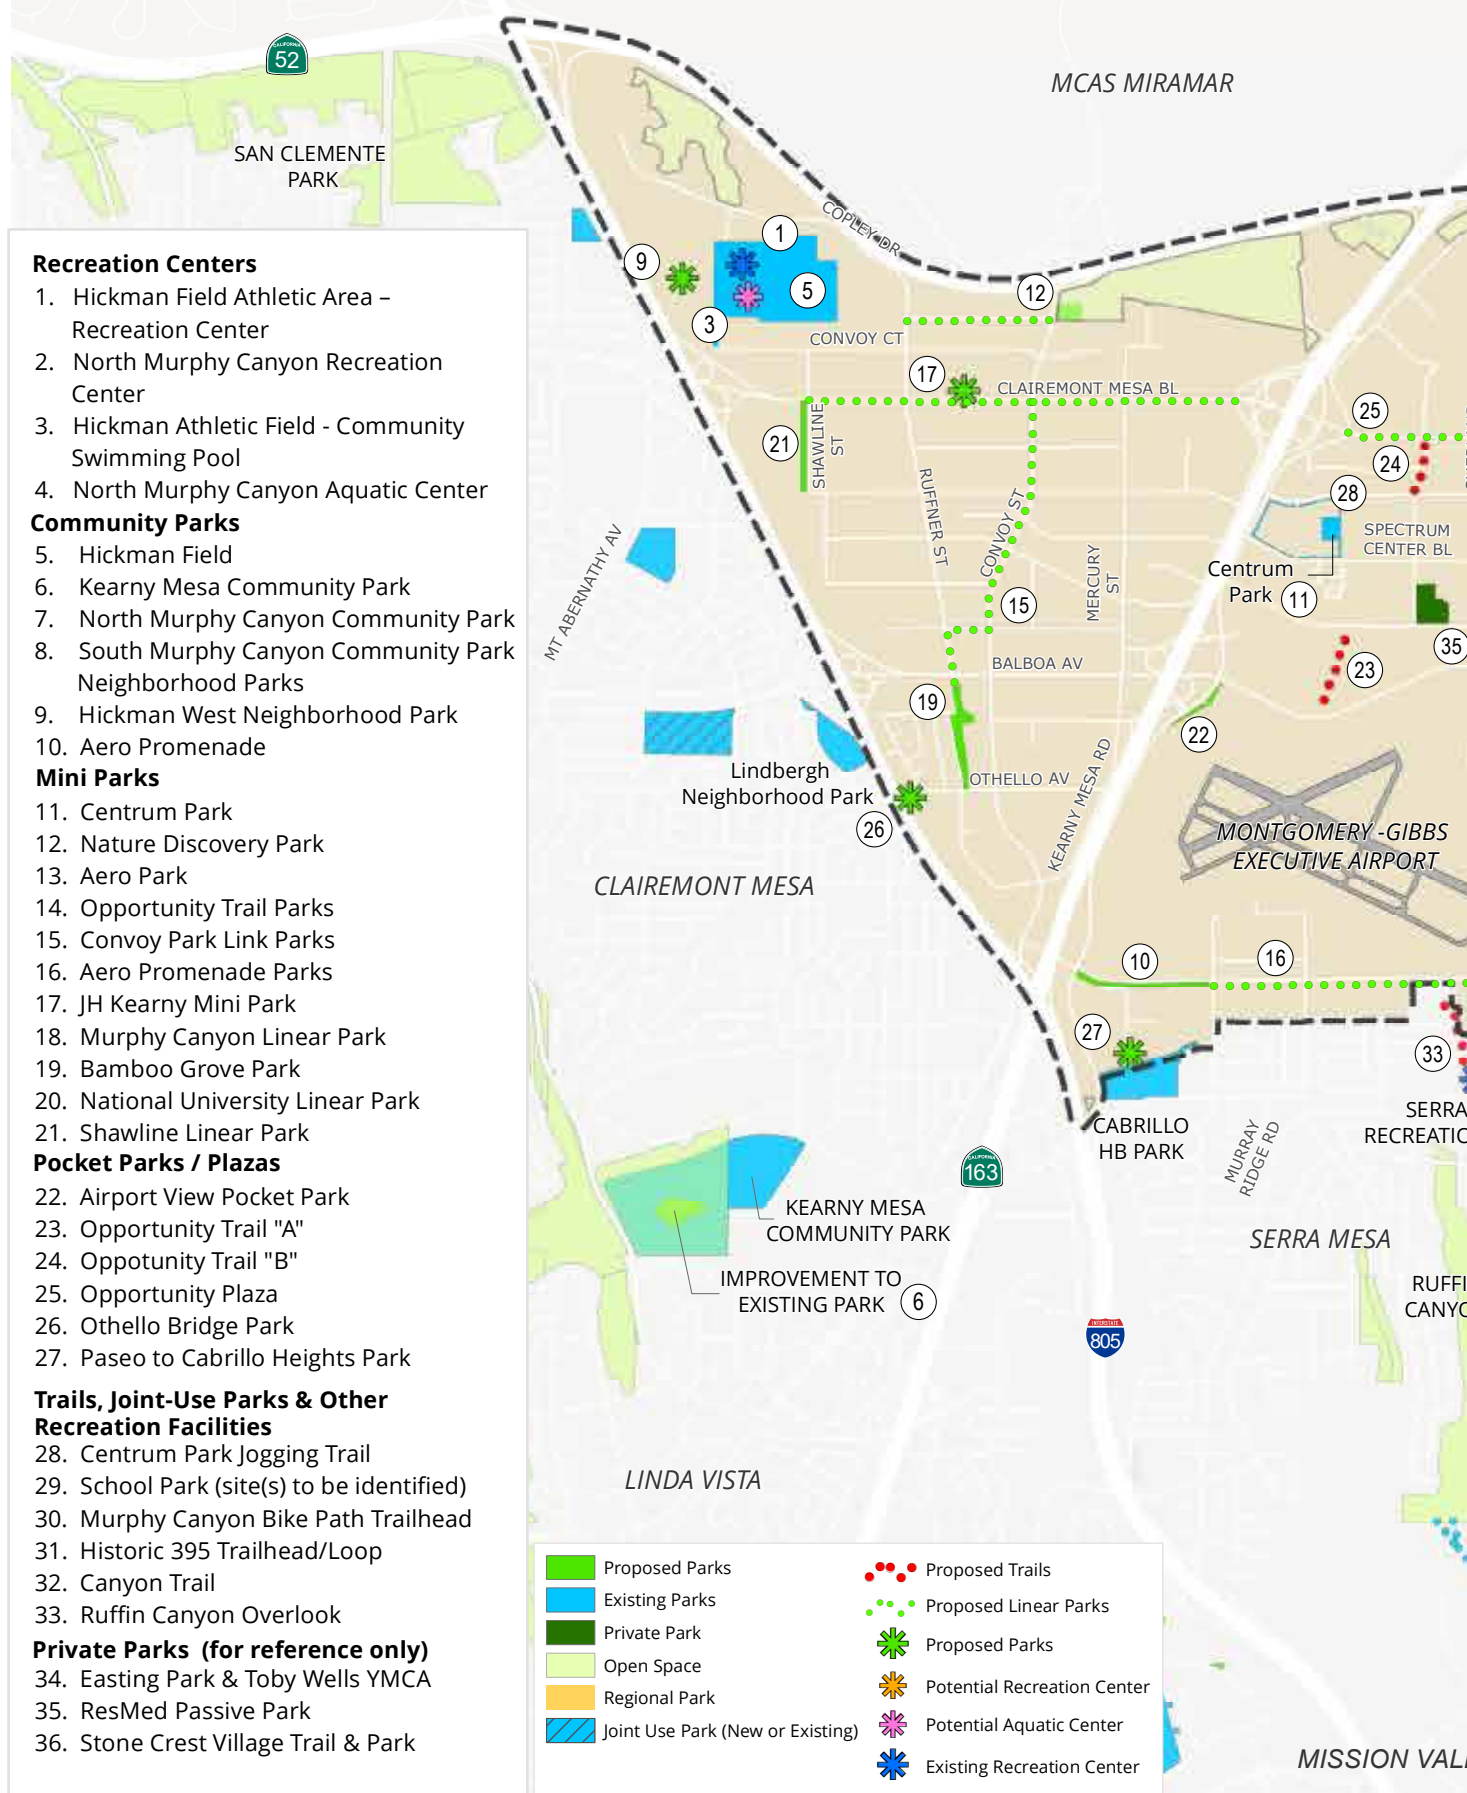 CALIFORNIA
52
MCAS MIRAMAR
SAN CLEMENTE
PARK
Recreation Centers
1. Hickman Field Athletic Area –
Recreation Center
2. North Murphy Canyon Recreation
Center
3. Hickman Athletic Field - Community
Swimming Pool
4. North Murphy Canyon Aquatic Center
Community Parks
5. Hickman Field
6. Kearny Mesa Community Park
7. North Murphy Canyon Community Park
8. South Murphy Canyon Community Park
Neighborhood Parks
9. Hickman West Neighborhood Park
10. Aero Promenade
Mini Parks
11. Centrum Park
12. Nature Discovery Park
13. Aero Park
14. Opportunity Trail Parks
15. Convoy Park Link Parks
16. Aero Promenade Parks
17. JH Kearny Mini Park
18. Murphy Canyon Linear Park
19. Bamboo Grove Park
20. National University Linear Park
21. Shawline Linear Park
Pocket Parks / Plazas
22. Airport View Pocket Park
23. Opportunity Trail "A"
24. Oppotunity Trail "B"
25. Opportunity Plaza
26. Othello Bridge Park
27. Paseo to Cabrillo Heights Park
Trails, Joint-Use Parks & Other
Recreation Facilities
28. Centrum Park Jogging Trail
29. School Park (site(s) to be identified)
30. Murphy Canyon Bike Path Trailhead
31. Historic 395 Trailhead/Loop
32. Canyon Trail
33. Ruffin Canyon Overlook
Private Parks (for reference only)
34. Easting Park & Toby Wells YMCA
35. ResMed Passive Park
36. Stone Crest Village Trail & Park
COPLEY DR
1
9
5
12
3
CONVOY CT
17
CLAIREMONT MESA BL
25
21
SHAWLINE
ST
24
28
RUFFNER ST
CONVOY ST
SPECTRUM
CENTER BL
MT ABERNATHY AV
MERCURY
ST
Centrum
Park
11
15
35
BALBOA AV
23
19
22
Lindbergh
Neighborhood Park
OTHELLO AV
26
KEARNY MESA RD
MONTGOMERY -GIBBS
EXECUTIVE AIRPORT
CLAIREMONT MESA
10
16
27
33
CABRILLO
HB PARK
SERRA
RECREATIO
MURRAY
RIDGE RD
CALIFORNIA
163
KEARNY MESA
COMMUNITY PARK
SERRA MESA
IMPROVEMENT TO
EXISTING PARK
6
RUFFI
CANYO
INTERSTATE
805
LINDA VISTA
Proposed Parks
Existing Parks
Private Park
Open Space
Regional Park
Joint Use Park (New or Existing)
Proposed Trails
Proposed Linear Parks
Proposed Parks
Potential Recreation Center
Potential Aquatic Center
Existing Recreation Center
MISSION VAL